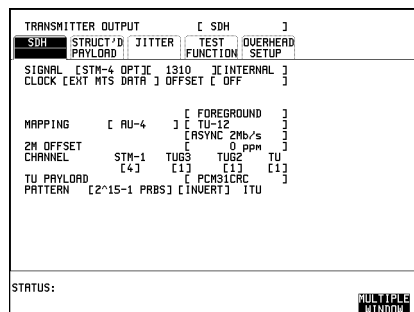 TRANSMITTER OUTPUT [ SDH ]
SDH STRUCT'D PAYLOAD JITTER TEST FUNCTION OVERHEAD SETUP
SIGNAL [STM-4 OPT][ 1310 ][INTERNAL ]
CLOCK [EXT MTS DATA ] OFFSET [ OFF ]
[ FOREGROUND ]
MAPPING [ AU-4 ] [ TU-12 ]
[ASYNC 2Mb/s ]
2M OFFSET [ 0 ppm ]
CHANNEL STM-1 TUG3 TUG2 TU
[4] [1] [1] [1]
TU PAYLOAD [ PCM31CRC ]
PATTERN [2^15-1 PRBS] [INVERT] ITU
STATUS:
MULTIPLE
WINDOW